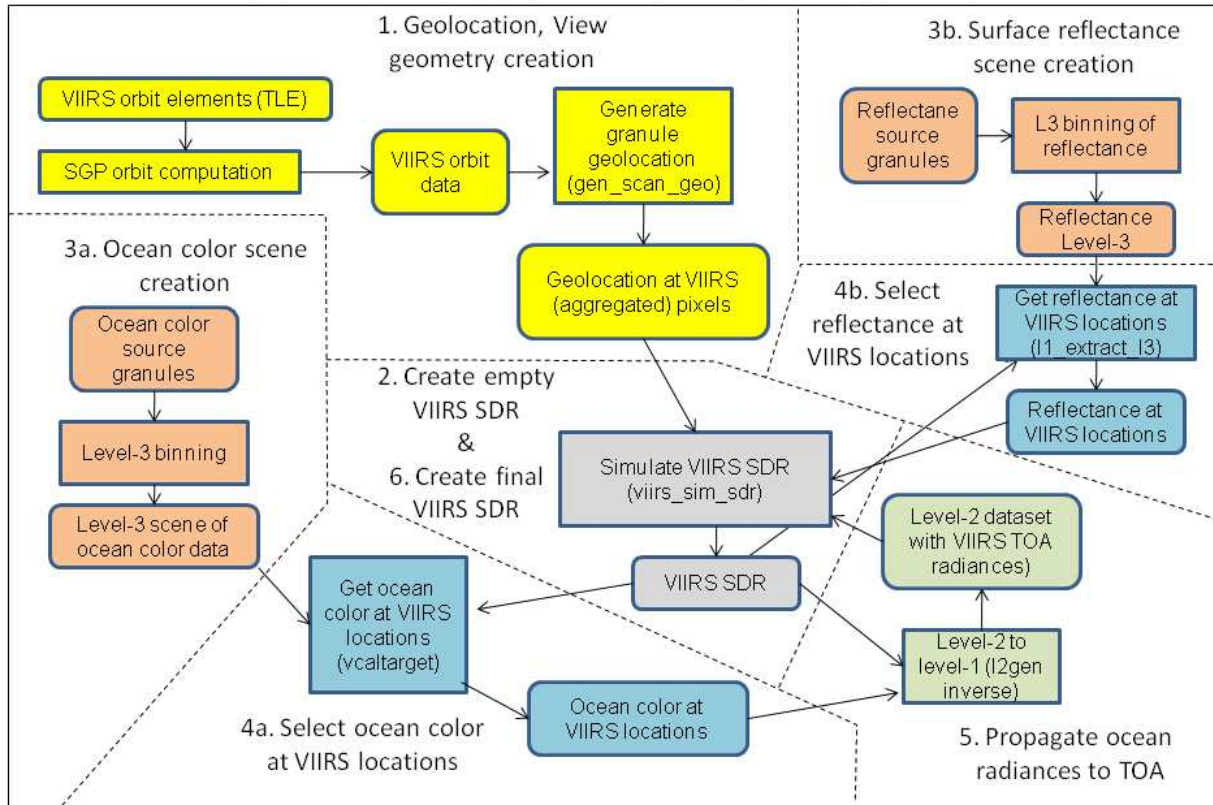 1. Geolocation, View
geometry creation
VIIRS orbit elements (TLE)
SGP orbit computation
VIIRS orbit
data
Generate
granule
geolocation
(gen_scan_geo)
Geolocation at VIIRS
(aggregated) pixels
3b. Surface reflectance
scene creation
Reflectane
source
granules
L3 binning of
reflectance
Reflectance
Level-3
3a. Ocean color scene
creation
Ocean color
source
granules
Level-3 binning
Level-3 scene of
ocean color data
4b. Select
reflectance at
VIIRS locations
Get reflectance at
VIIRS locations
(l1_extract_l3)
Reflectance at
VIIRS locations
2. Create empty
VIIRS SDR
&
6. Create final
VIIRS SDR
Simulate VIIRS SDR
(viirs_sim_sdr)
VIIRS SDR
Level-2 dataset
with VIIRS TOA
radiances)
Get ocean
color at VIIRS
locations
(vcaltarget)
Level-2 to
level-1 (l2gen
inverse)
Ocean color at
VIIRS locations
4a. Select ocean color
at VIIRS locations
5. Propagate ocean
radiances to TOA